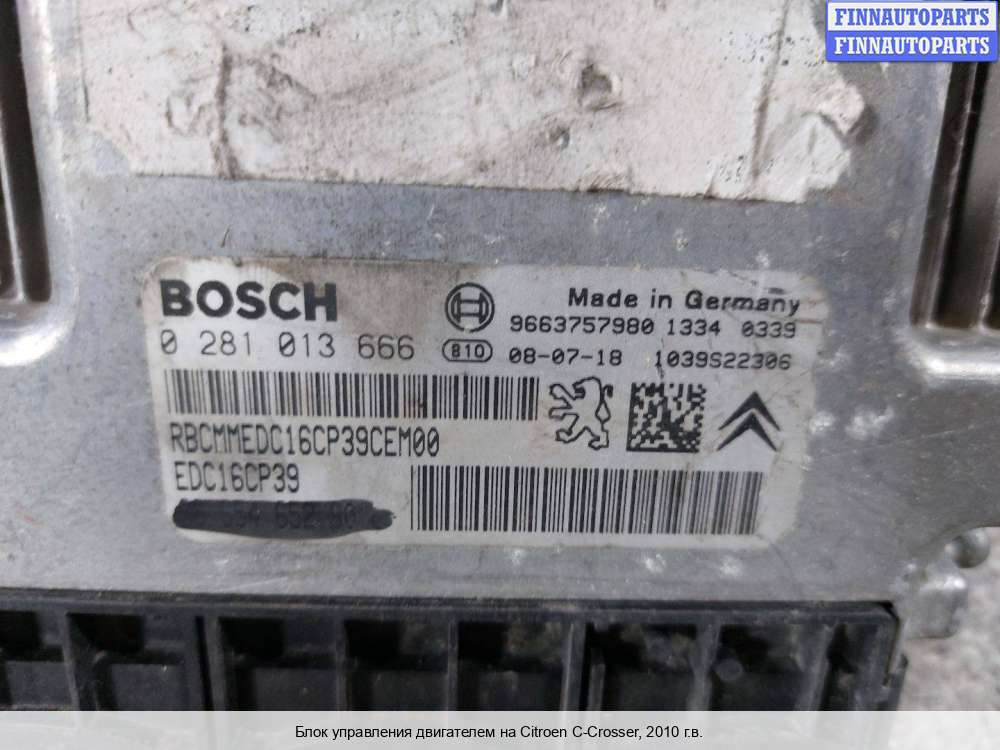 FINNAUTOPARTS
FINNAUTOPARTS
BOSCH
Made in Germany
9663757980 1334 0339
0 281 013 666
810 08-07-18 1039S22306
RBCMMEDC16CP39CEM00
EDC16CP39
Блок управления двигателем на Citroen C-Crosser, 2010 г.в.